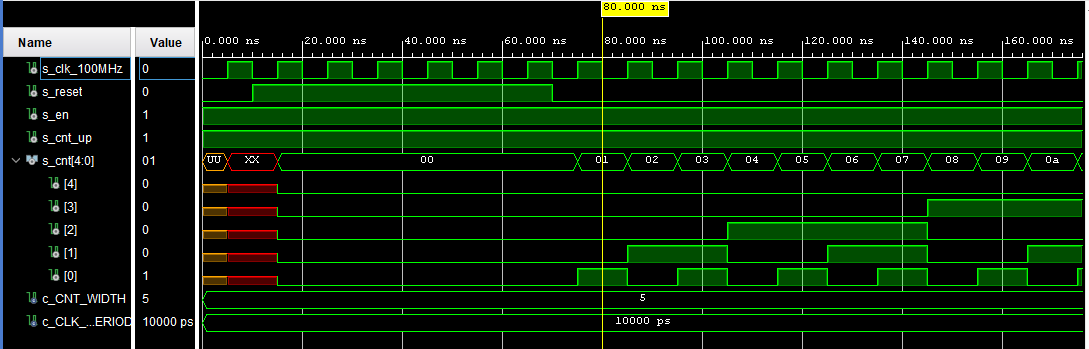 80.000 ns
Name Value 0.000 ns 20.000 ns 40.000 ns 60.000 ns 80.000 ns 100.000 ns 120.000 ns 140.000 ns 160.000 ns
s_clk_100MHz 0
s_reset 0
s_en 1
s_cnt_up 1
s_cnt[4:0] 01 UU XX 00 01 02 03 04 05 06 07 08 09 0a
[4] 0
[3] 0
[2] 0
[1] 0
[0] 1
c_CNT_WIDTH 5 5
c_CLK_...ERIOD 10000 ps 10000 ps